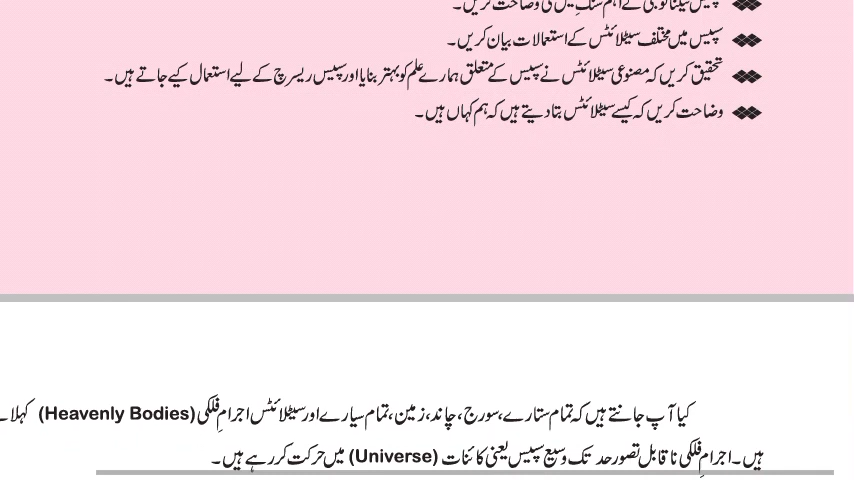 سپیس ٹیکنالوجی کے اہم سنگِ میل کی وضاحت کریں۔
سپیس میں مختلف سیٹلائٹس کے استعمالات بیان کریں۔
تحقیق کریں کہ مصنوعی سیٹلائٹس نے سپیس کے متعلق ہمارے علم کو بہتر بنایا اور سپیس ریسرچ کے لیے استعمال کیے جاتے ہیں۔
وضاحت کریں کہ کیسے سیٹلائٹس بتا دیتے ہیں کہ ہم کہاں ہیں۔
کیا آپ جانتے ہیں کہ تمام ستارے، سورج، چاند، زمین، تمام سیارے اور سیٹلائٹس اجرامِ فلکی (Heavenly Bodies)
ہیں۔ اجرامِ فلکی ناقابل تصور حد تک وسیع سپیس یعنی کائنات (Universe) میں حرکت کر رہے ہیں۔